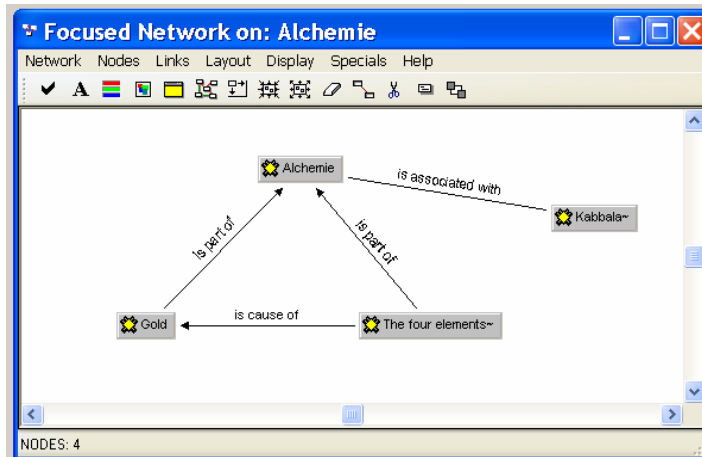 Focused Network on: Alchemie
Network Nodes Links Layout Display Specials Help
A
Alchemie
is associated with
Kabbala~
is part of
is part of
Gold
is cause of
The four elements~
NODES: 4